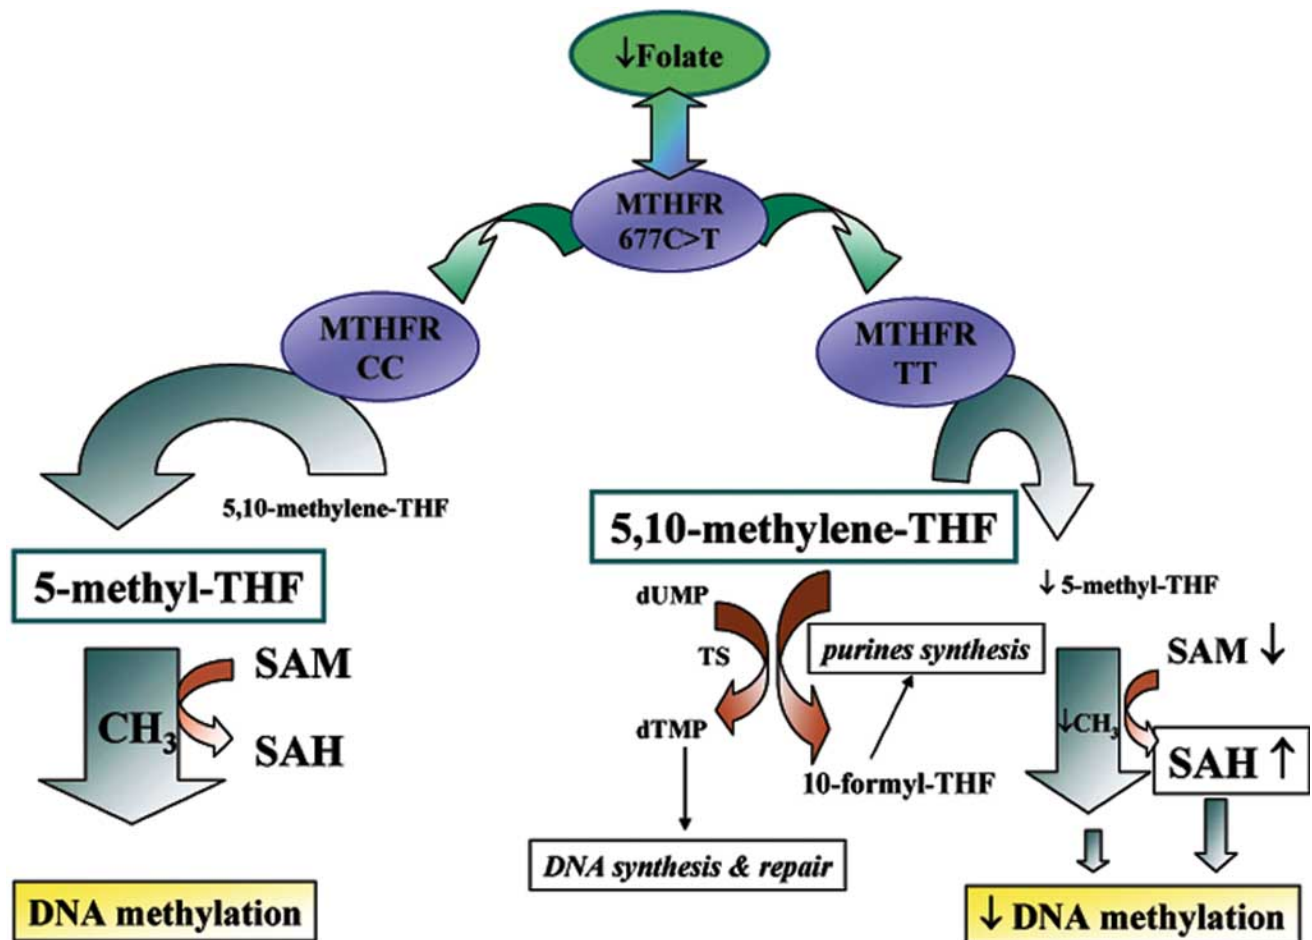 ↓Folate
MTHFR
677C>T
MTHFR
CC
5,10-methylene-THF
5-methyl-THF
SAM
CH₃
SAH
DNA methylation
MTHFR
TT
5,10-methylene-THF
↓ 5-methyl-THF
dUMP
TS
dTMP
purines synthesis
10-formyl-THF
DNA synthesis & repair
SAM ↓
↓CH₃
SAH ↑
↓ DNA methylation